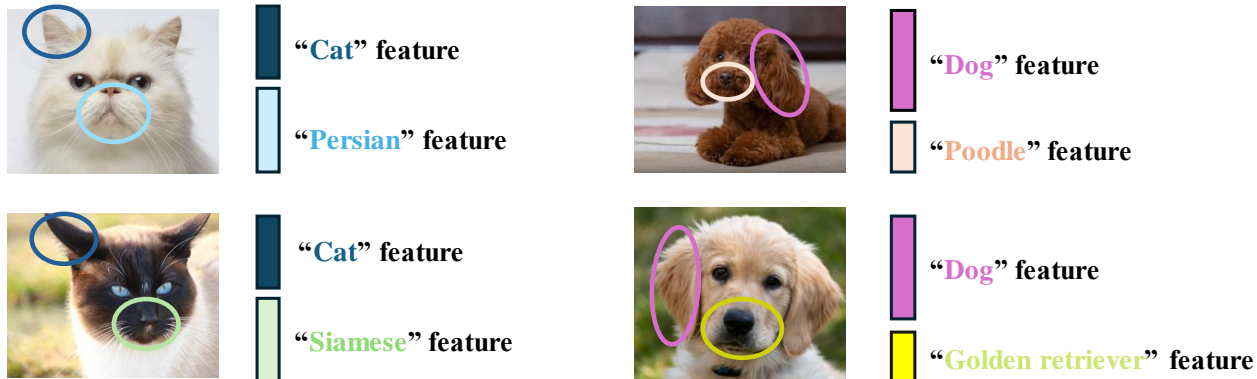 “Cat” feature
“Persian” feature
“Dog” feature
“Poodle” feature
“Cat” feature
“Siamese” feature
“Dog” feature
“Golden retriever” feature